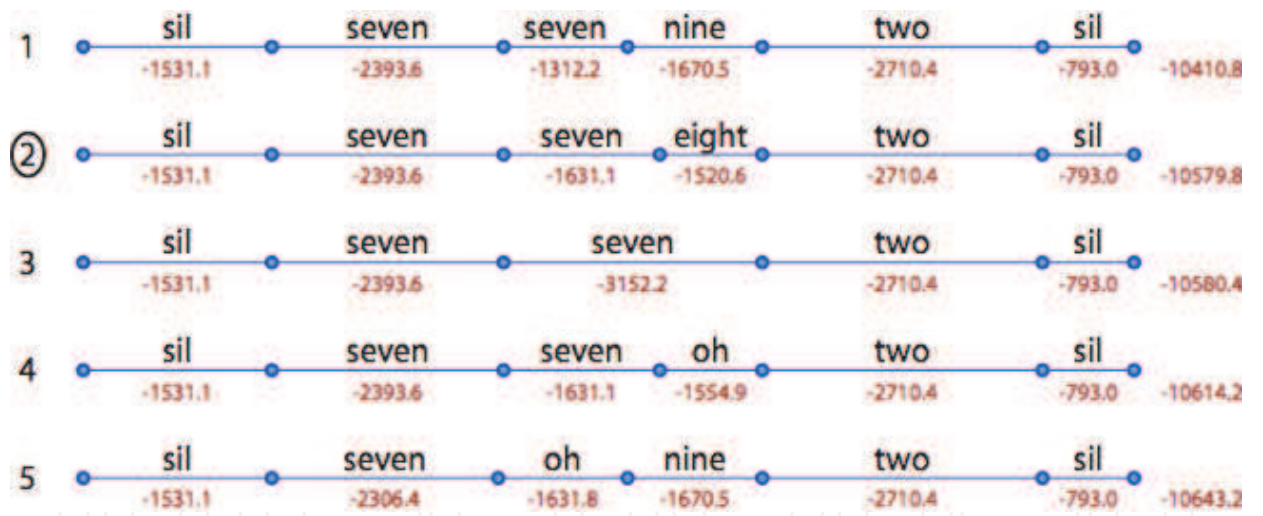 sil seven seven nine two sil
1
-1531.1 -2393.6 -1312.2 -1670.5 -2710.4 -793.0 -10410.8
sil seven seven eight two sil
2
-1531.1 -2393.6 -1631.1 -1520.6 -2710.4 -793.0 -10579.8
sil seven seven two sil
3
-1531.1 -2393.6 -3152.2 -2710.4 -793.0 -10580.4
sil seven seven oh two sil
4
-1531.1 -2393.6 -1631.1 -1554.9 -2710.4 -793.0 -10614.2
sil seven oh nine two sil
5
-1531.1 -2306.4 -1631.8 -1670.5 -2710.4 -793.0 -10643.2